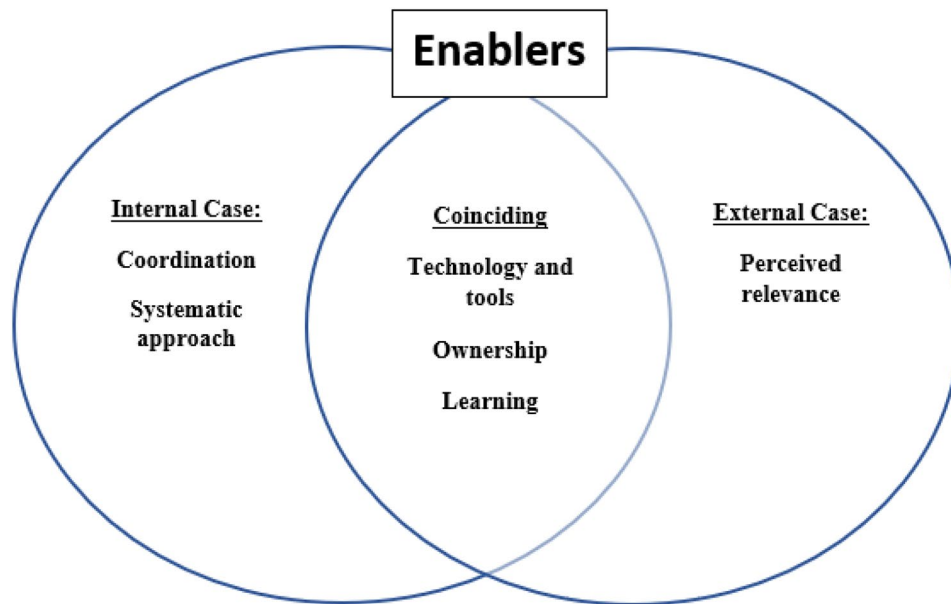 Enablers
Internal Case:
Coordination
Systematic
approach
Coinciding
Technology and
tools
Ownership
Learning
External Case:
Perceived
relevance